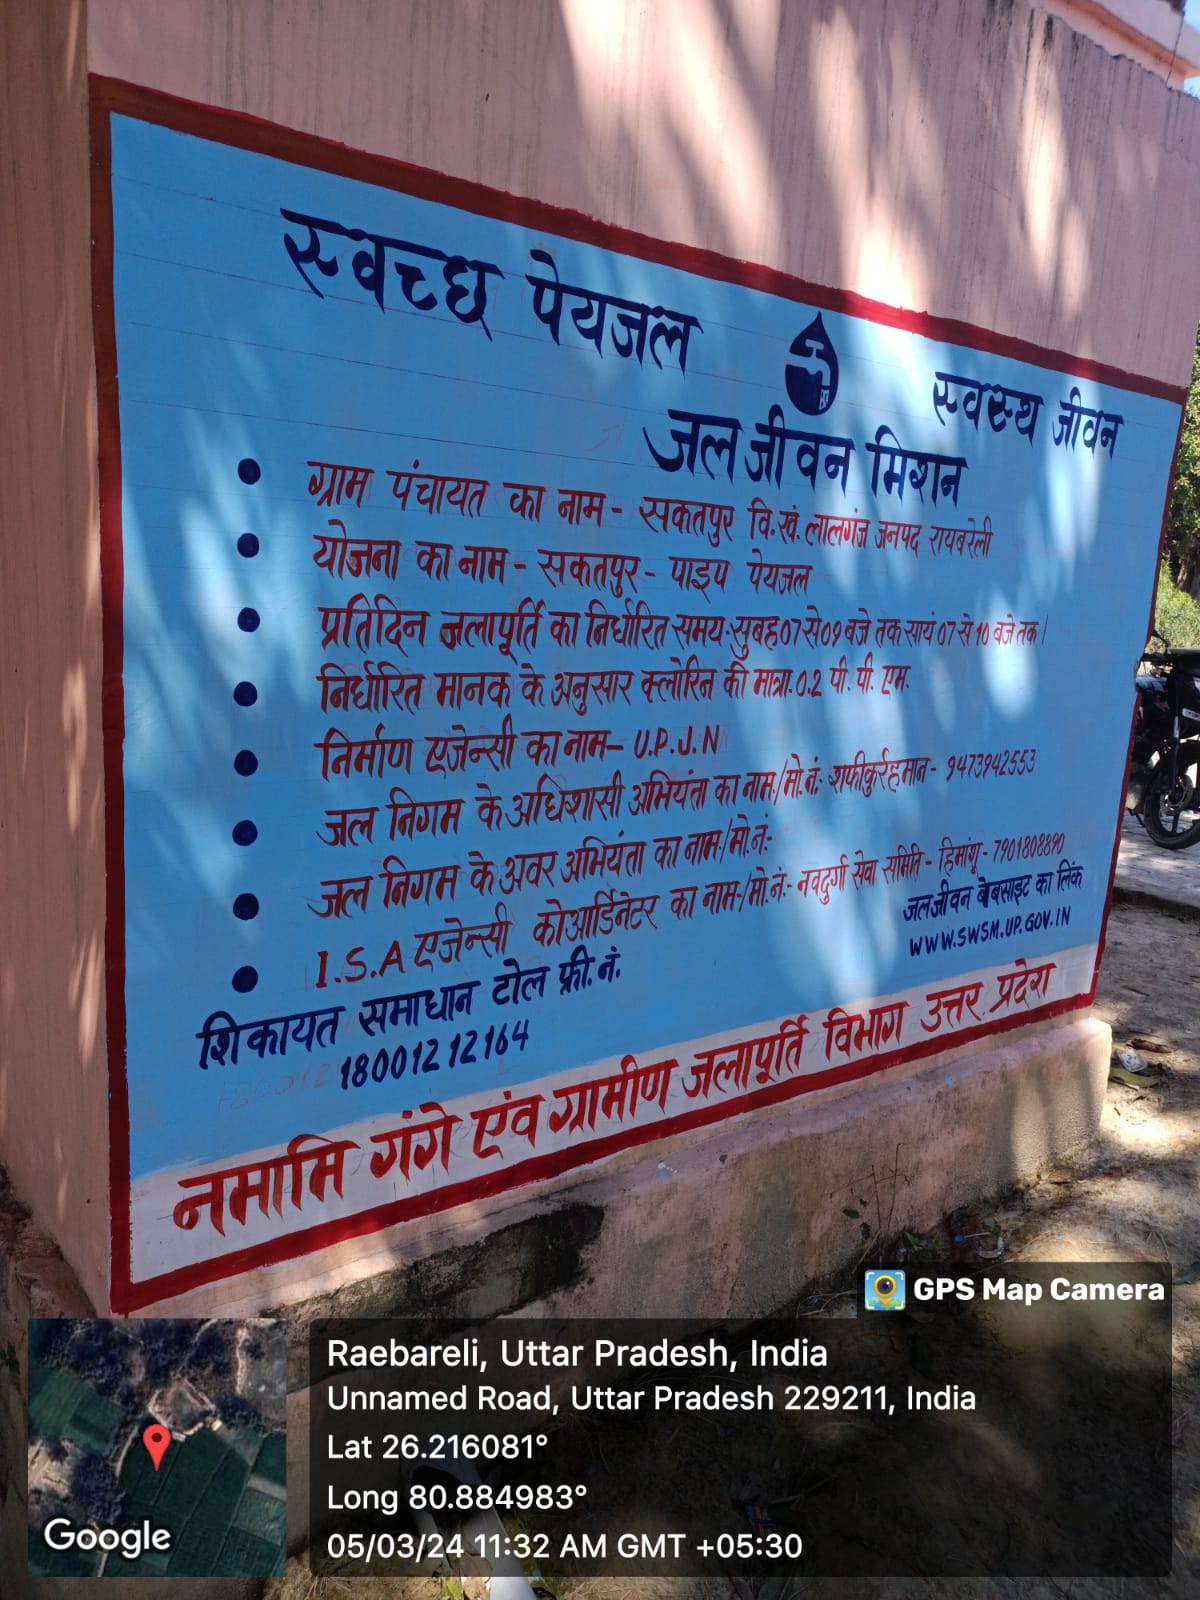 स्वच्छ पेयजल
स्वस्थ जीवन
जल जीवन मिशन
ग्राम पंचायत का नाम - सकतपुर वि.खं. लालगंज जनपद रायबरेली
योजना का नाम - सकतपुर - पाइप पेयजल
प्रतिदिन जलापूर्ति का निर्धारित समय-सुबह 07 से 09 बजे तक सायं 07 से 10 बजे तक।
निर्धारित मानक के अनुसार क्लोरिन की मात्रा. 0.2 पी. पी. एम.
निर्माण एजेन्सी का नाम - U.P.J.N
जल निगम के अधिशासी अभियंता का नाम/मो.नं:- शफीकुर्रहमान - 9473942553
जल निगम के अवर अभियंता का नाम/मो.नं:-
I.S.A एजेन्सी कोआर्डिनेटर का नाम-/मो.नं:- नवदुर्गा सेवा समिति - हिमांशू - 7901808890
जलजीवन बेबसाइट का लिंक
WWW.SWSM.UP.GOV.IN
शिकायत समाधान टोल फ्री. नं.
18001212164
नमामि गंगे एंव ग्रामीण जलापूर्ति विभाग उत्तर प्रदेश
GPS Map Camera
Raebareli, Uttar Pradesh, India
Unnamed Road, Uttar Pradesh 229211, India
Lat 26.216081°
Long 80.884983°
05/03/24 11:32 AM GMT +05:30
Google